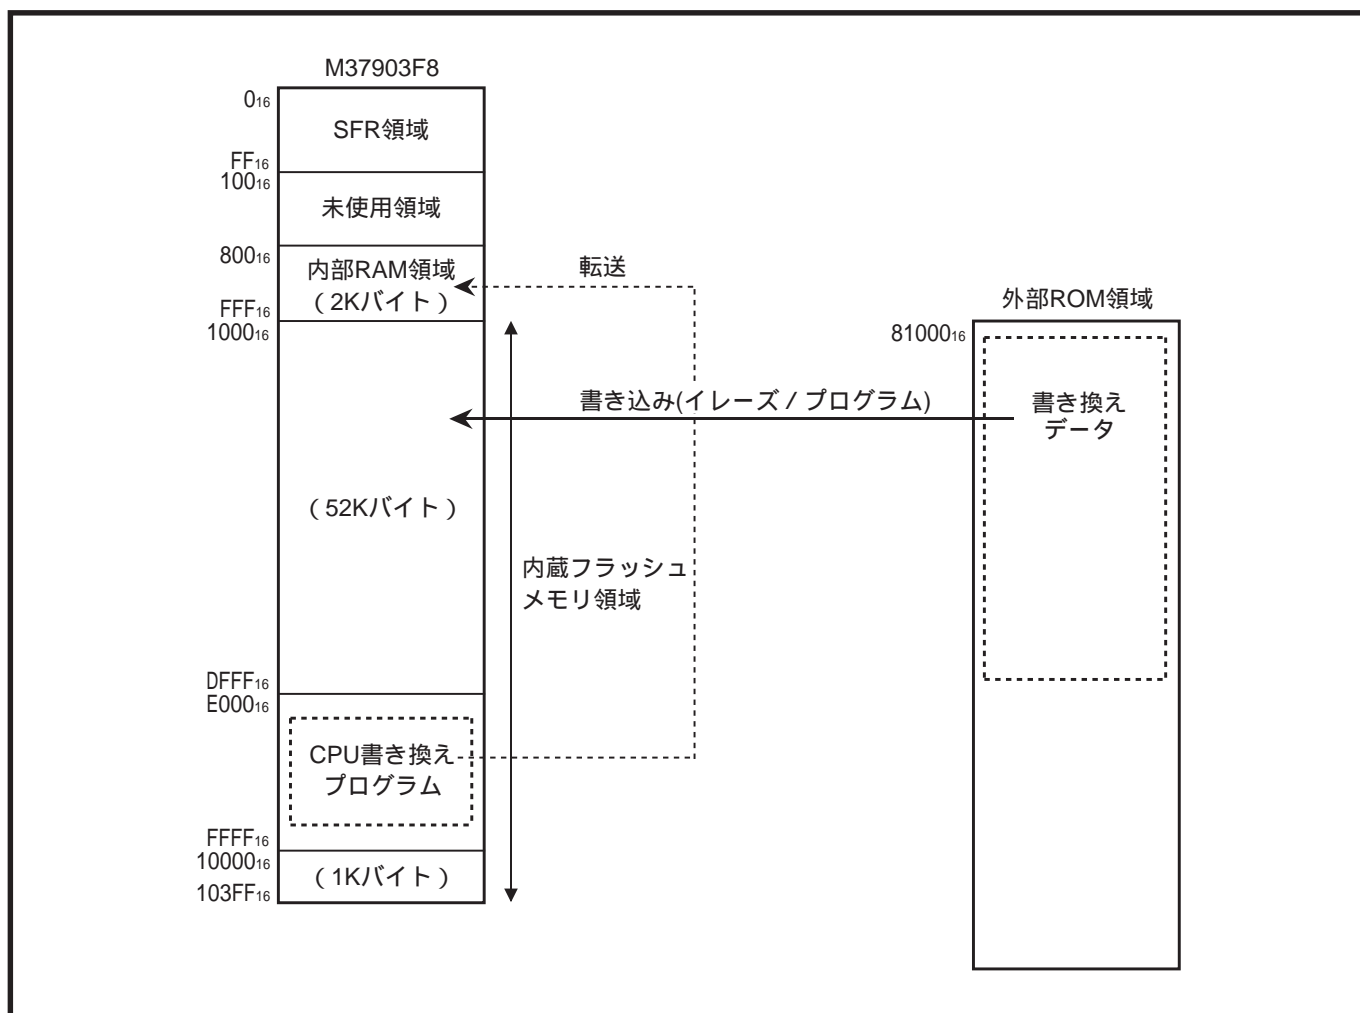 M37903F8
0₁₆
SFR領域
FF₁₆
100₁₆
未使用領域
800₁₆
内部RAM領域
（2Kバイト）
FFF₁₆
1000₁₆
転送
外部ROM領域
81000₁₆
書き込み(イレーズ / プログラム)
書き換え
データ
（52Kバイト）
内蔵フラッシュ
メモリ領域
DFFF₁₆
E000₁₆
CPU書き換え
プログラム
FFFF₁₆
10000₁₆
（1Kバイト）
103FF₁₆